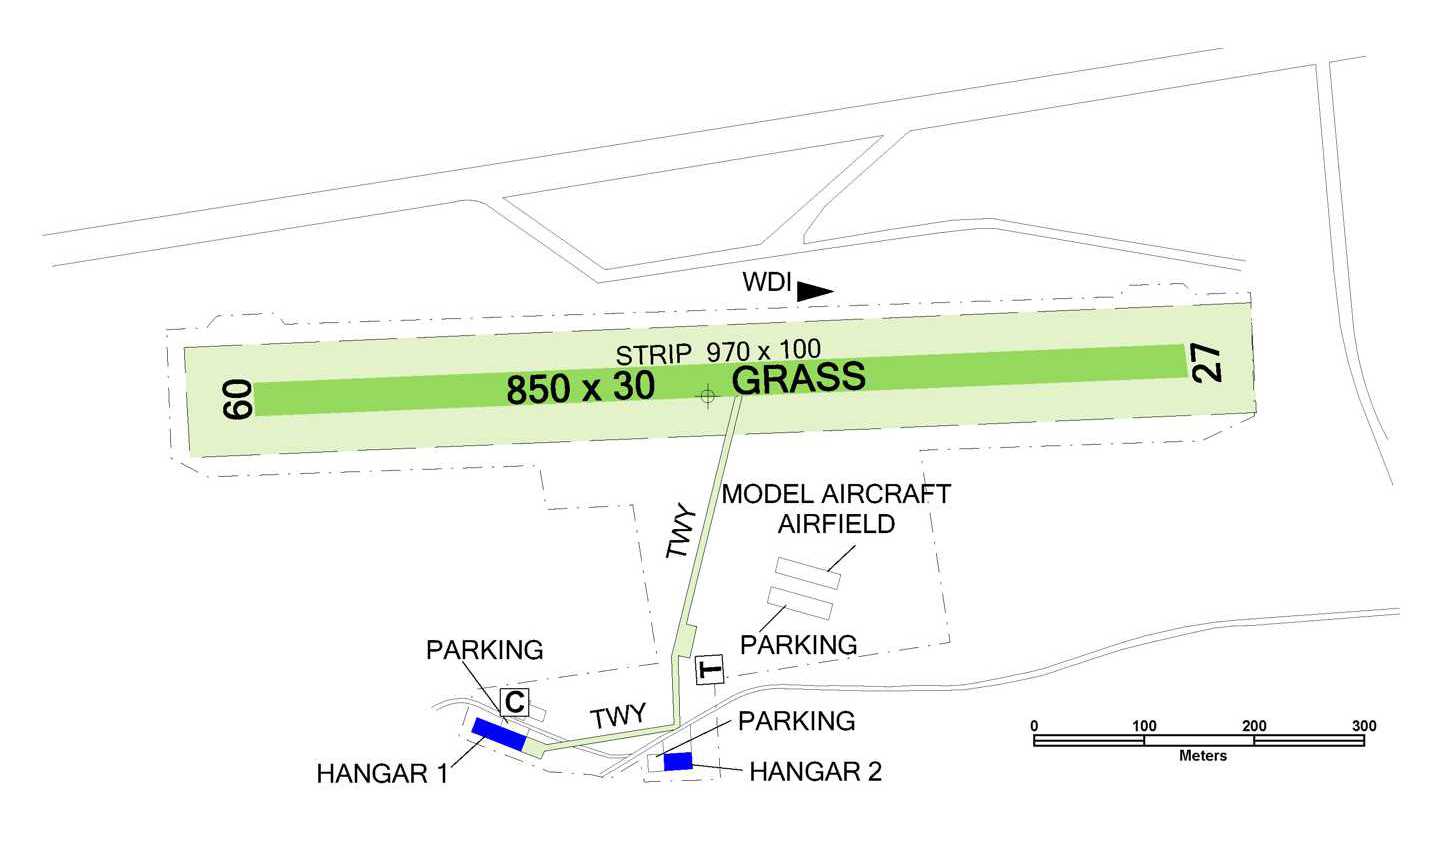 WDI
STRIP 970 x 100
850 x 30 GRASS
09
27
TWY
MODEL AIRCRAFT
AIRFIELD
PARKING
PARKING
C
T
TWY
PARKING
HANGAR 1
HANGAR 2
0 100 200 300
Meters